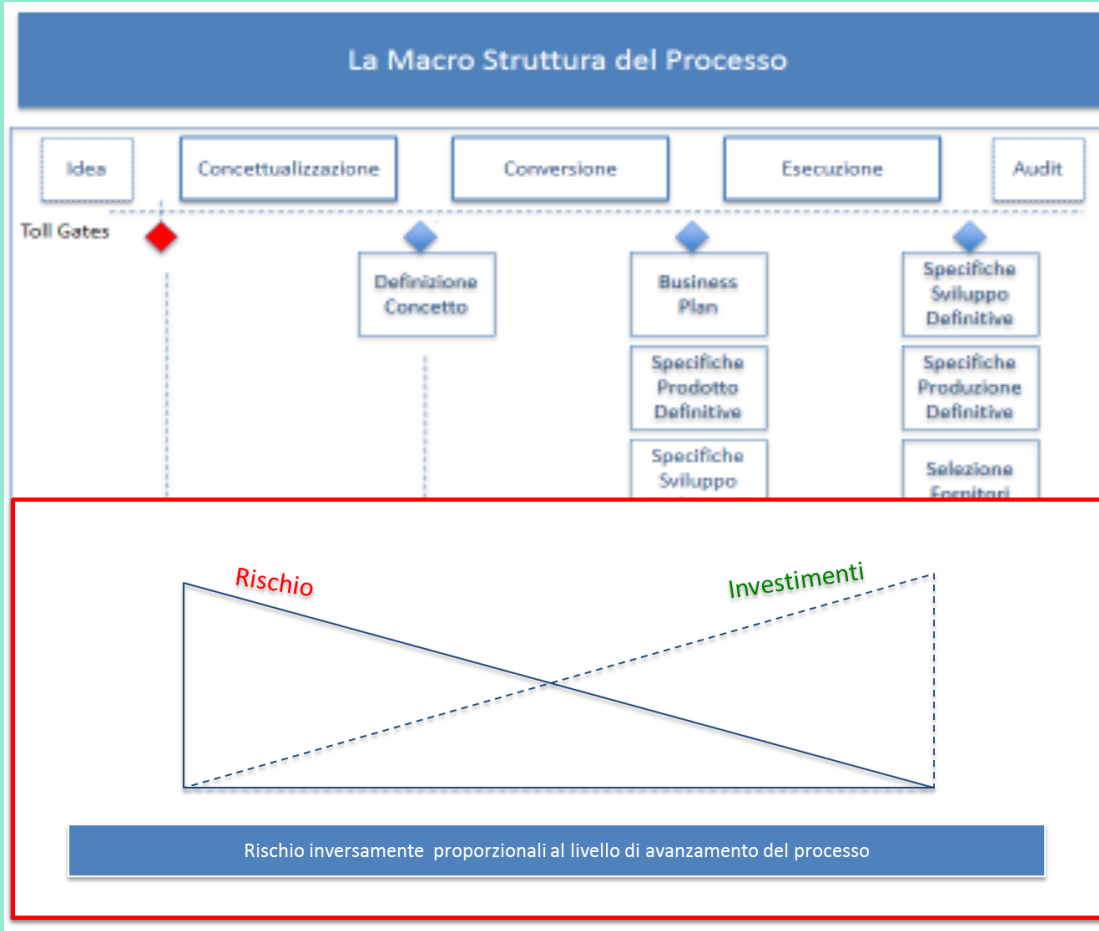 La Macro Struttura del Processo
Idea
Concettualizzazione
Conversione
Esecuzione
Audit
Toll Gates
Definizione
Concetto
Business
Plan
Specifiche
Sviluppo
Definitive
Specifiche
Prodotto
Definitive
Specifiche
Produzione
Definitive
Specifiche
Sviluppo
Selezione
Fornitori
Rischio
Investimenti
Rischio inversamente  proporzionali al livello di avanzamento del processo